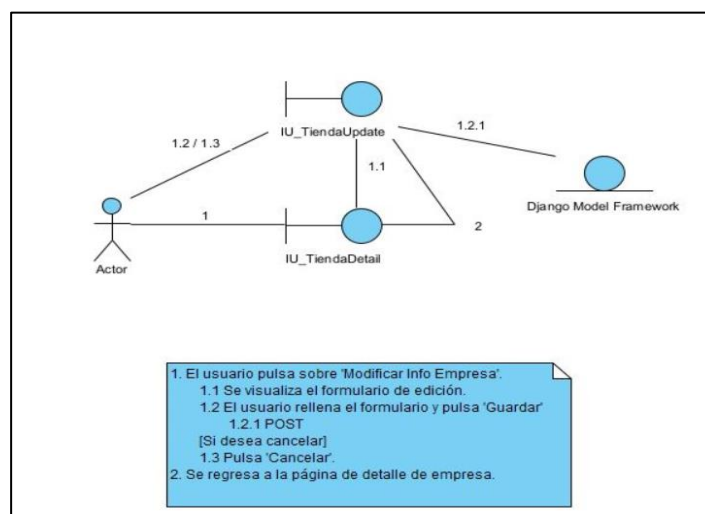 IU_TiendaUpdate
1.2 / 1.3
1.2.1
1.1
Django Model Framework
1
2
Actor
IU_TiendaDetail
1. El usuario pulsa sobre 'Modificar Info Empresa'.
1.1 Se visualiza el formulario de edición.
1.2 El usuario rellena el formulario y pulsa 'Guardar'
1.2.1 POST
[Si desea cancelar]
1.3 Pulsa 'Cancelar'.
2. Se regresa a la página de detalle de empresa.